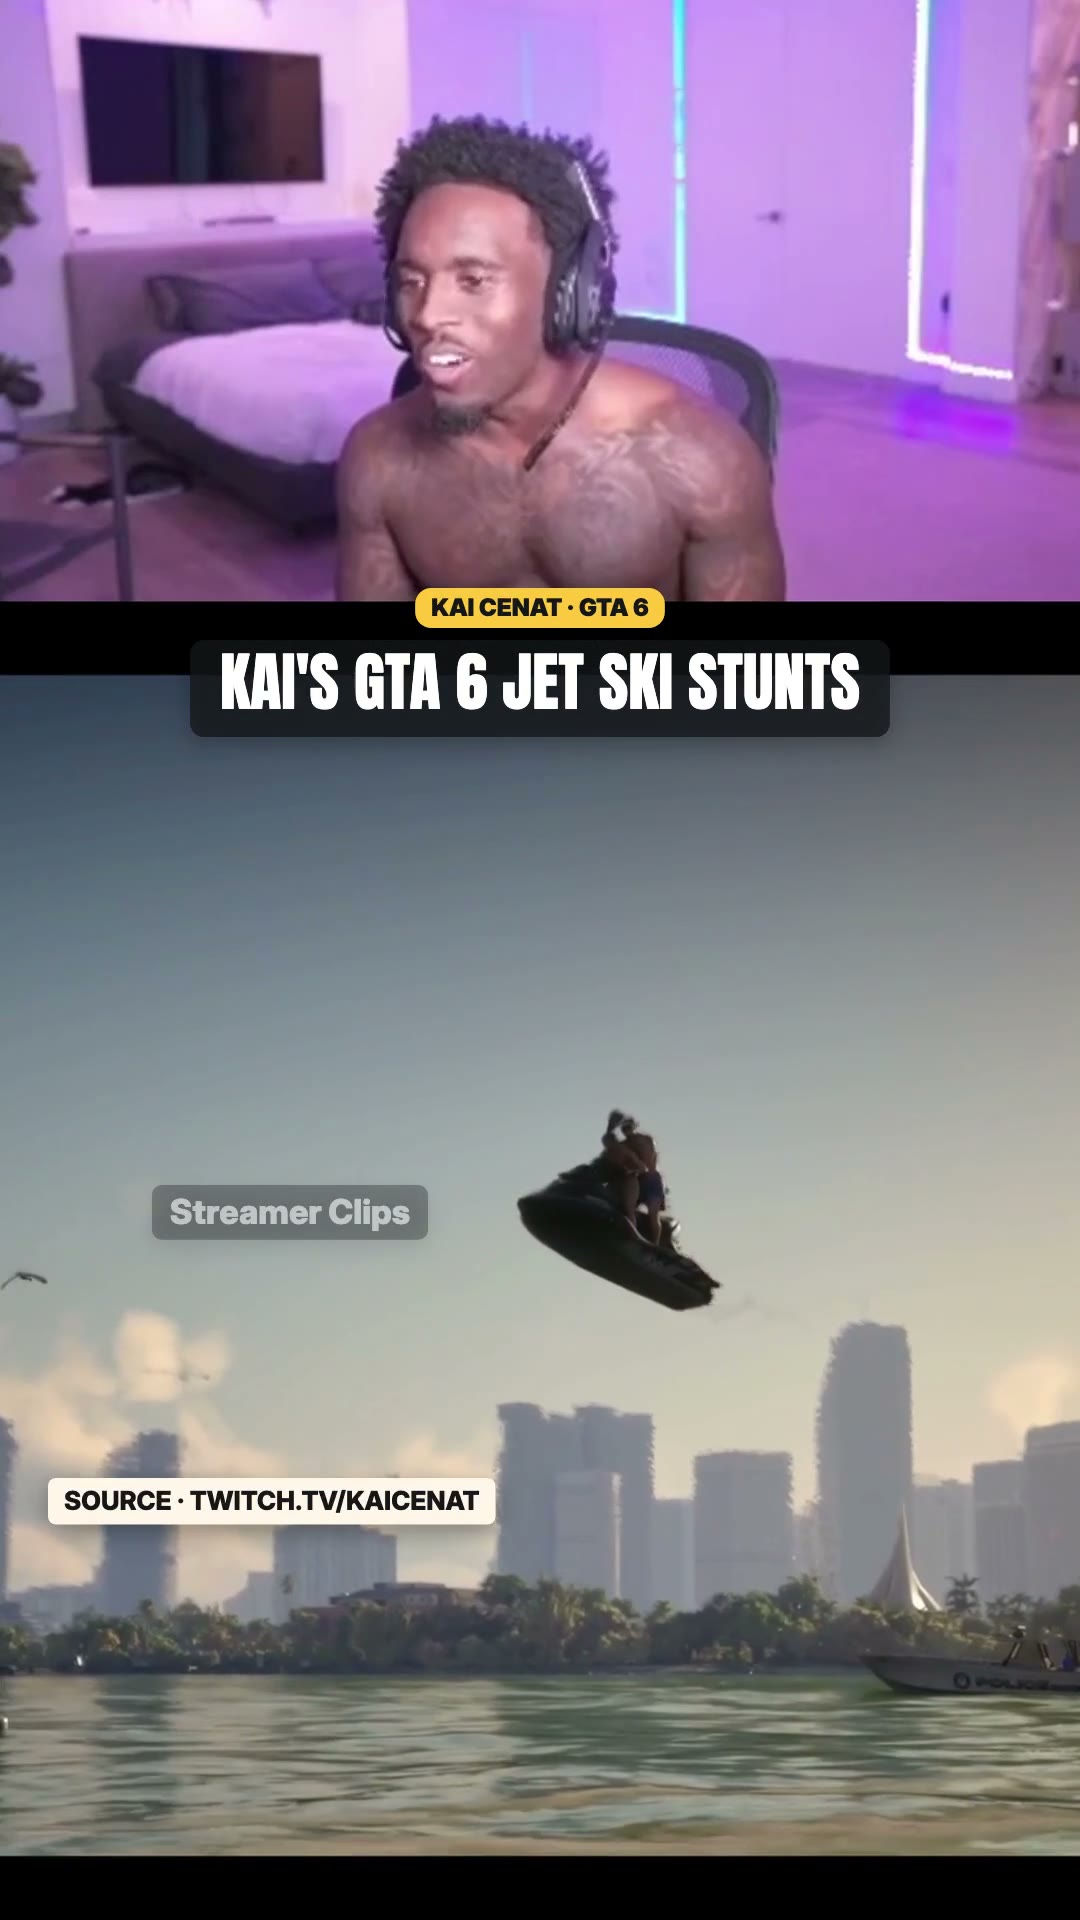 KAI CENAT · GTA 6
KAI'S GTA 6 JET SKI STUNTS
Streamer Clips
SOURCE · TWITCH.TV/KAICENAT
POLICE